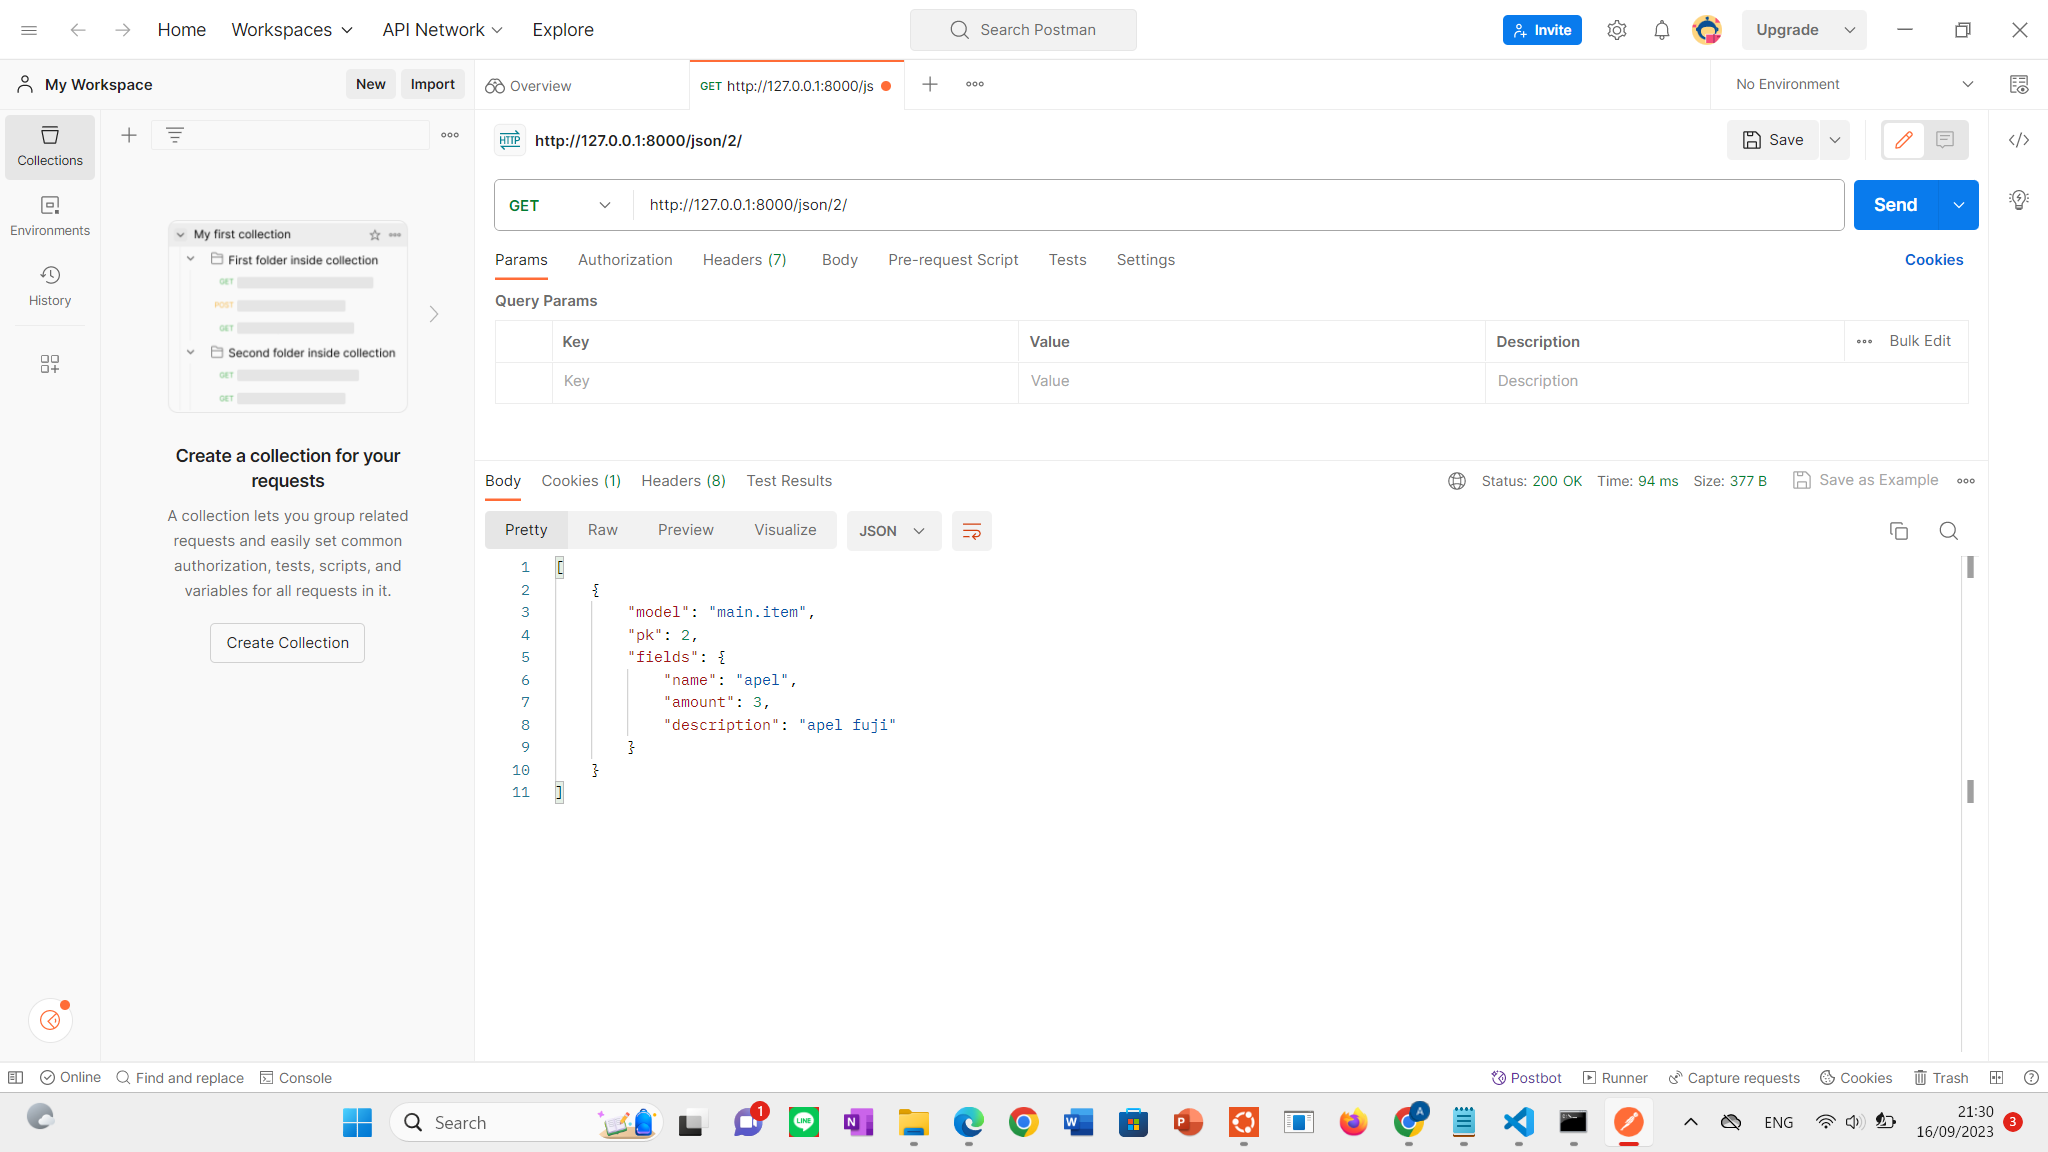 Home Workspaces API Network Explore Search Postman Invite Upgrade
My Workspace New Import Overview GET http://127.0.0.1:8000/js No Environment
Collections
Environments
History
My first collection
First folder inside collection
GET
POST
GET
Second folder inside collection
GET
GET
Create a collection for your
requests
A collection lets you group related
requests and easily set common
authorization, tests, scripts, and
variables for all requests in it.
Create Collection
HTTP http://127.0.0.1:8000/json/2/ Save
GET http://127.0.0.1:8000/json/2/ Send
Params Authorization Headers (7) Body Pre-request Script Tests Settings Cookies
Query Params
Key Value Description Bulk Edit
Key Value Description
Body Cookies (1) Headers (8) Test Results Status: 200 OK Time: 94 ms Size: 377 B Save as Example
Pretty Raw Preview Visualize JSON
1 [
2 {
3 "model": "main.item",
4 "pk": 2,
5 "fields": {
6 "name": "apel",
7 "amount": 3,
8 "description": "apel fuji"
9 }
10 }
11 ]
Online Find and replace Console Postbot Runner Capture requests Cookies Trash
Search 1 LINE N W P A ENG 21:30
16/09/2023 3